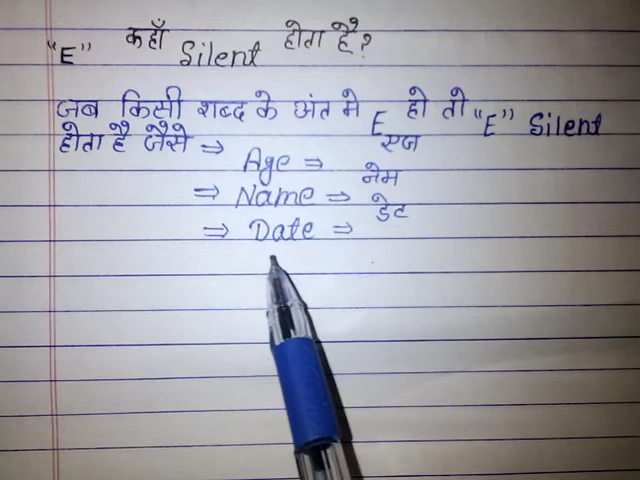 "E" कहाँ Silent होता है?
जब किसी शब्द के अंत मे E हो तो "E" Silent
होता है जैसे ⇒ Age ⇒ एज
⇒ Name ⇒ नेम
⇒ Date ⇒ डेट